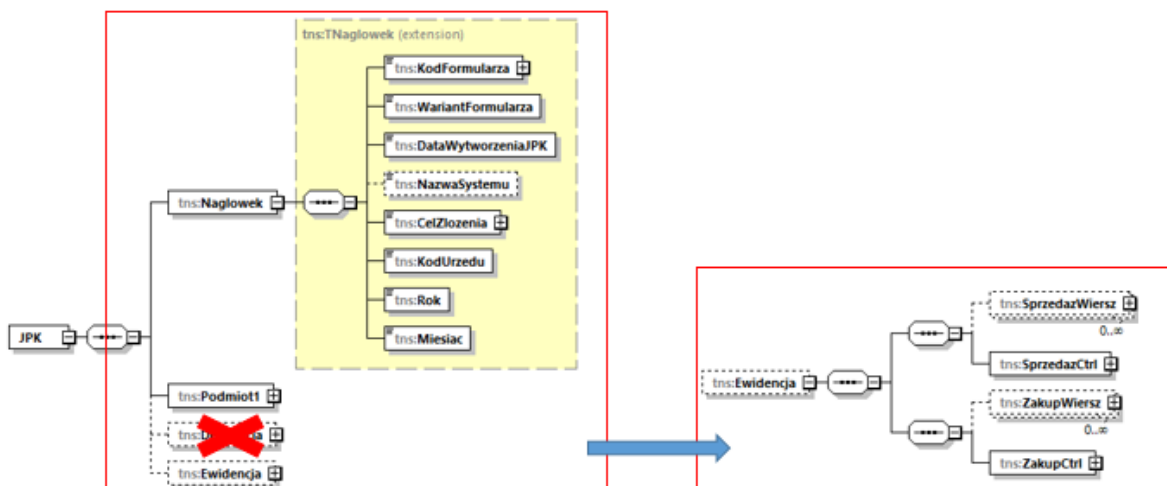 tns:TNaglowek (extension)
tns:KodFormularza
tns:WariantFormularza
tns:DataWytworzeniaJPK
tns:NazwaSystemu
tns:Naglowek
tns:CelZlozenia
tns:KodUrzedu
tns:Rok
tns:Miesiac
JPK
tns:Podmiot1
tns:
tns:Ewidencja
tns:SprzedazWiersz
0..∞
tns:SprzedazCtrl
tns:Ewidencja
tns:ZakupWiersz
0..∞
tns:ZakupCtrl